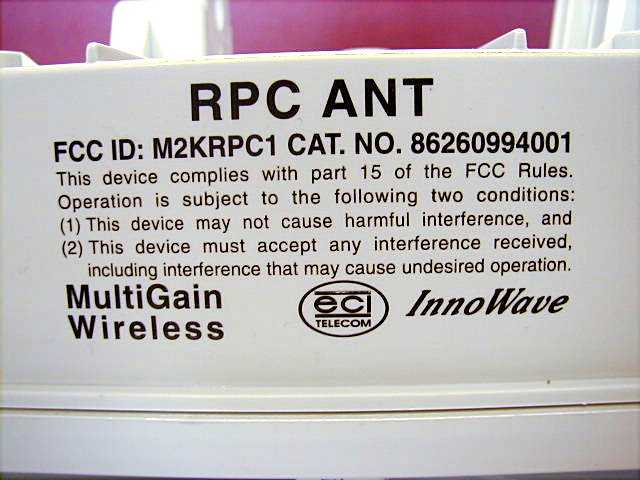 RPC ANT
FCC ID: M2KRPC1 CAT. NO. 86260994001
This device complies with part 15 of the FCC Rules.
Operation is subject to the following two conditions:
(1) This device may not cause harmful interference, and
(2) This device must accept any interference received,
including interference that may cause undesired operation.
MultiGain
Wireless
eci
TELECOM
InnoWave